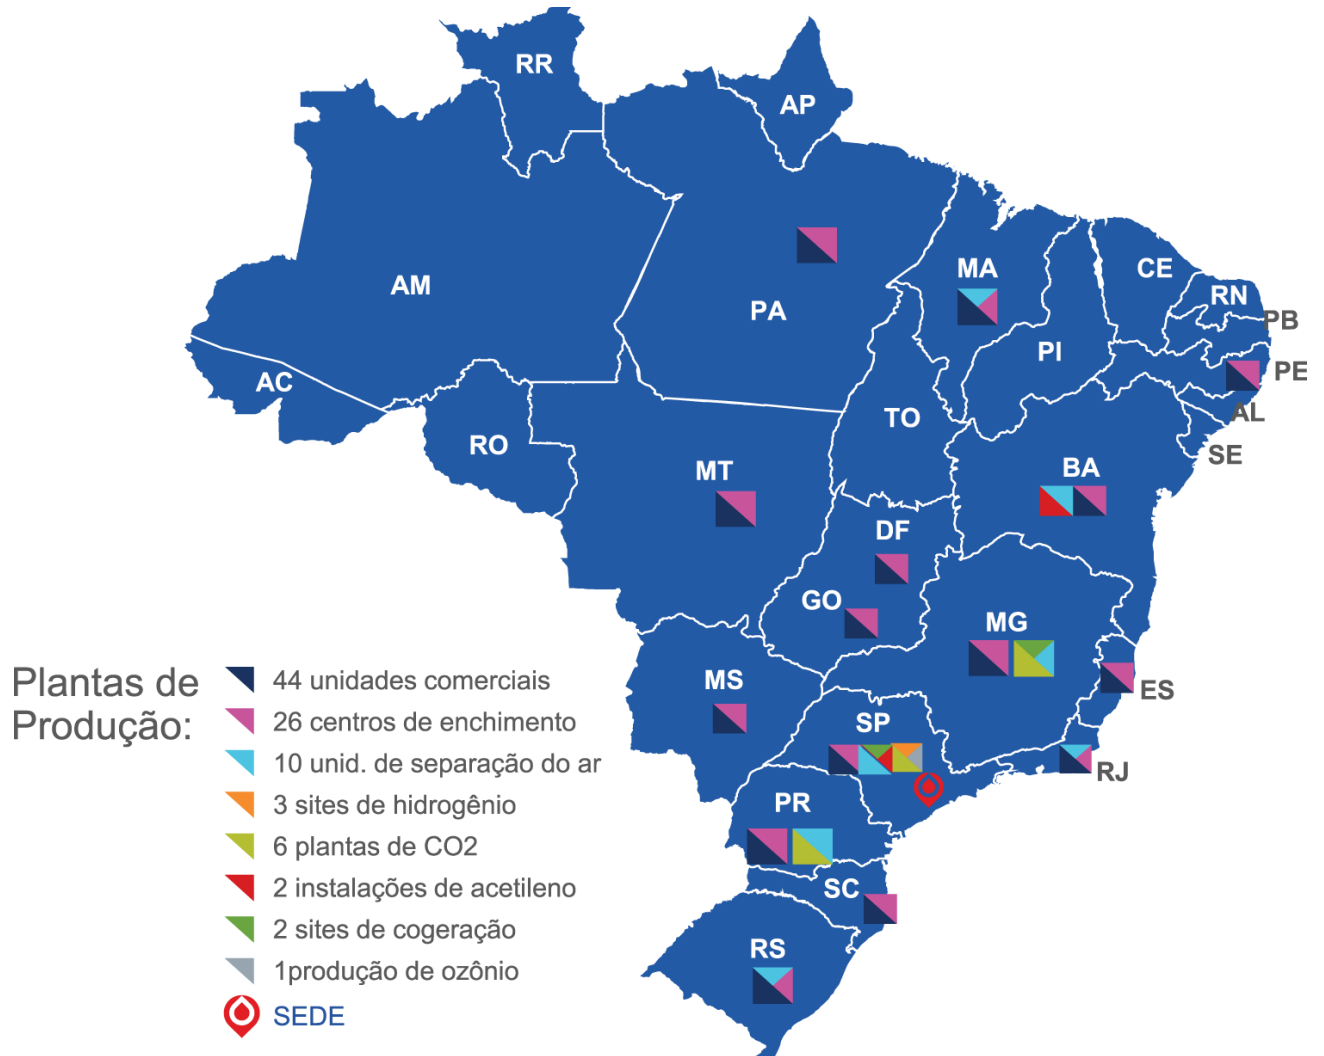 RR
AP
AM
PA
MA
CE
RN
PB
PI
PE
AC
TO
AL
RO
MT
BA
SE
DF
GO
MG
MS
ES
SP
RJ
PR
SC
RS
Plantas de
Produção:
44 unidades comerciais
26 centros de enchimento
10 unid. de separação do ar
3 sites de hidrogênio
6 plantas de CO2
2 instalações de acetileno
2 sites de cogeração
1produção de ozônio
SEDE